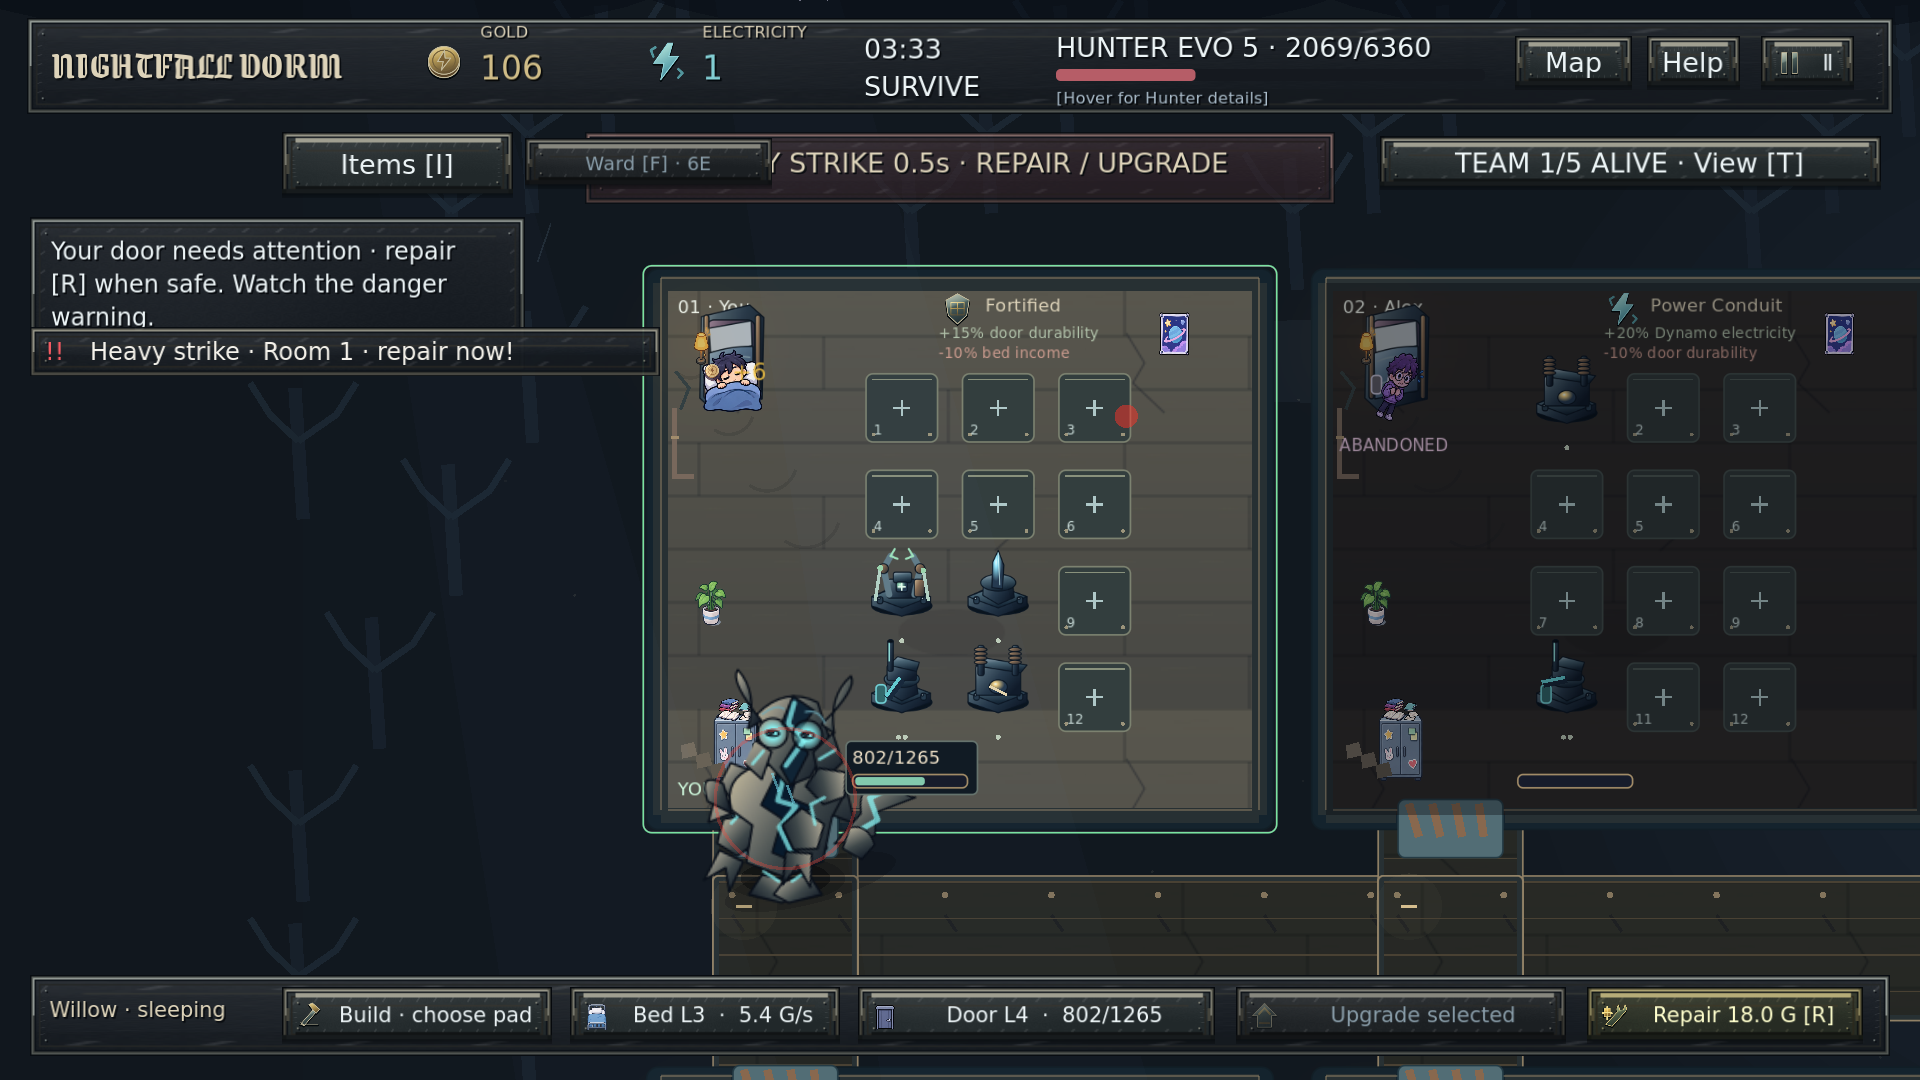 NIGHTFALL DORM
GOLD
106
ELECTRICITY
1
03:33
SURVIVE
HUNTER EVO 5 · 2069/6360
[Hover for Hunter details]
Map
Help
Items [I]
Ward [F] · 6E
STRIKE 0.5s · REPAIR / UPGRADE
TEAM 1/5 ALIVE · View [T]
Your door needs attention · repair
[R] when safe. Watch the danger
warning.
!! Heavy strike · Room 1 · repair now!
01 · You
Fortified
+15% door durability
-10% bed income
6
1
2
3
4
5
6
9
12
802/1265
YO
02 · Alex
Power Conduit
+20% Dynamo electricity
-10% door durability
ABANDONED
2
3
4
5
6
7
8
9
11
12
Willow · sleeping
Build · choose pad
Bed L3 · 5.4 G/s
Door L4 · 802/1265
Upgrade selected
Repair 18.0 G [R]